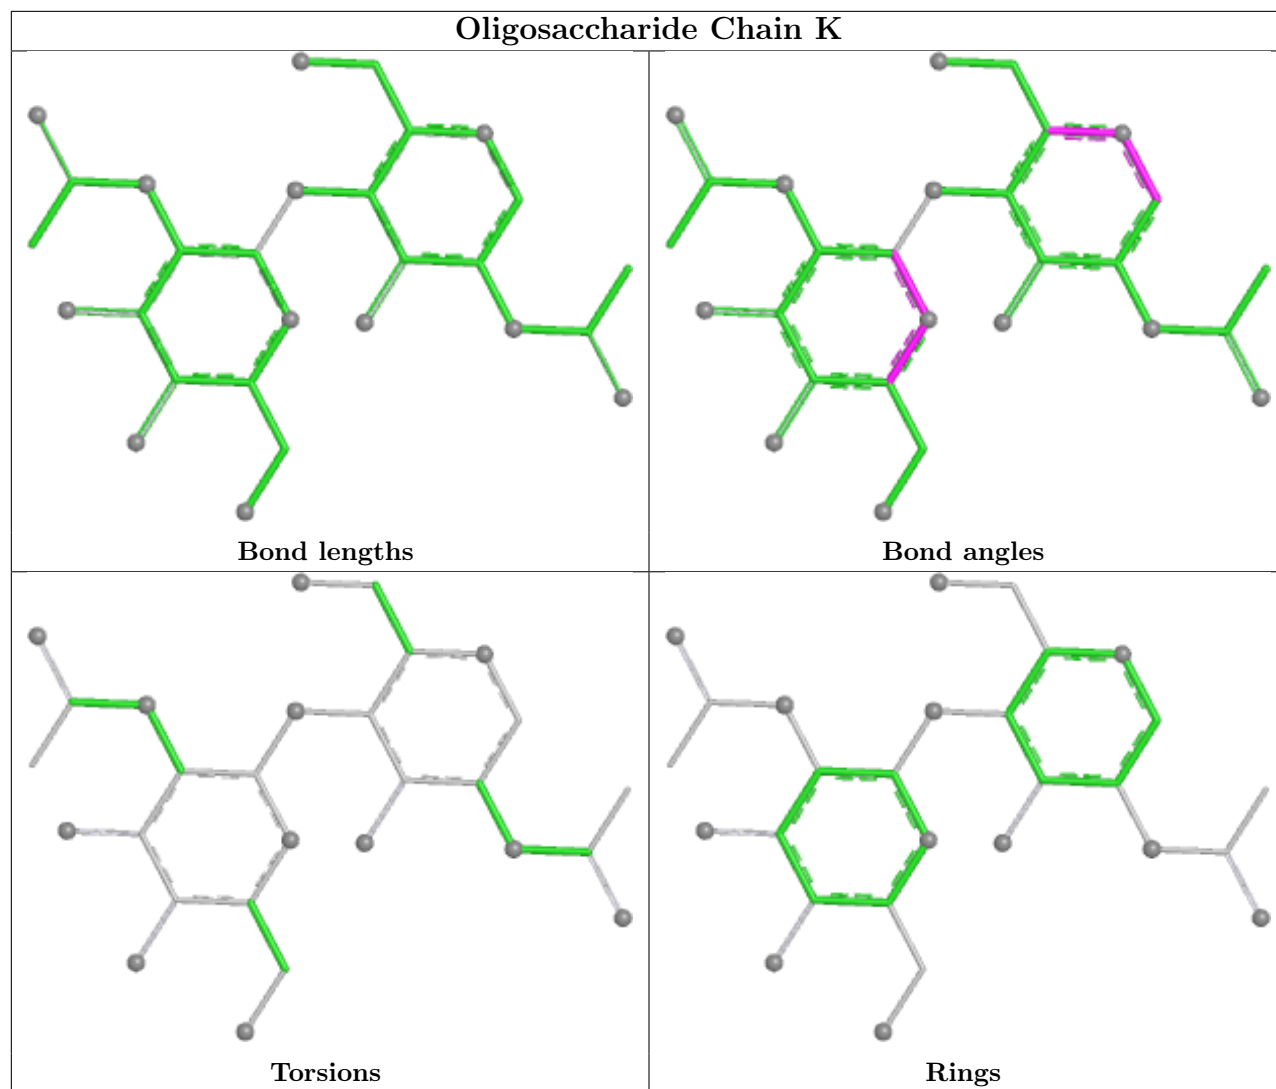 Oligosaccharide Chain K
Bond lengths
Bond angles
Torsions
Rings